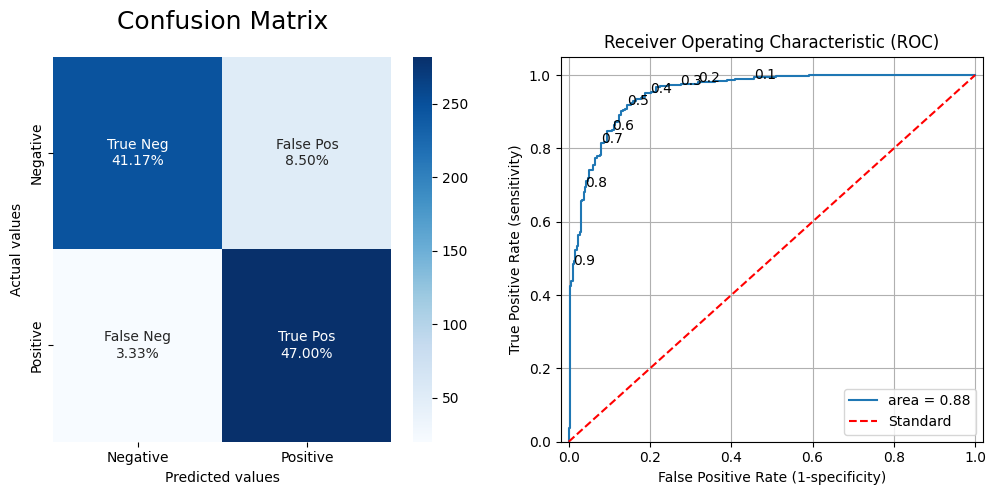 Confusion Matrix
Actual values
Negative
Positive
True Neg
41.17%
False Pos
8.50%
False Neg
3.33%
True Pos
47.00%
Negative
Positive
Predicted values
250
200
150
100
50
Receiver Operating Characteristic (ROC)
True Positive Rate (sensitivity)
1.0
0.8
0.6
0.4
0.2
0.0
0.1
0.2
0.3
0.4
0.5
0.6
0.7
0.8
0.9
area = 0.88
Standard
0.0
0.2
0.4
0.6
0.8
1.0
False Positive Rate (1-specificity)